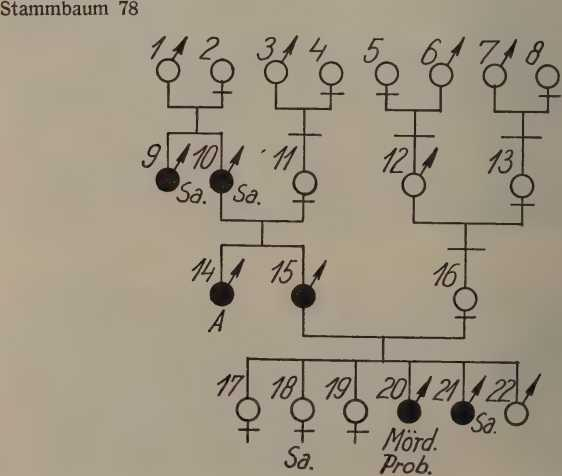 Stammbaum 78
1 2 3 4 5 6 7 8
9 10 11 12 13
Sa. Sa.
14 15 16
A
17 18 19 20 21 22
Sa.
Sa. Mörd.
Prob.